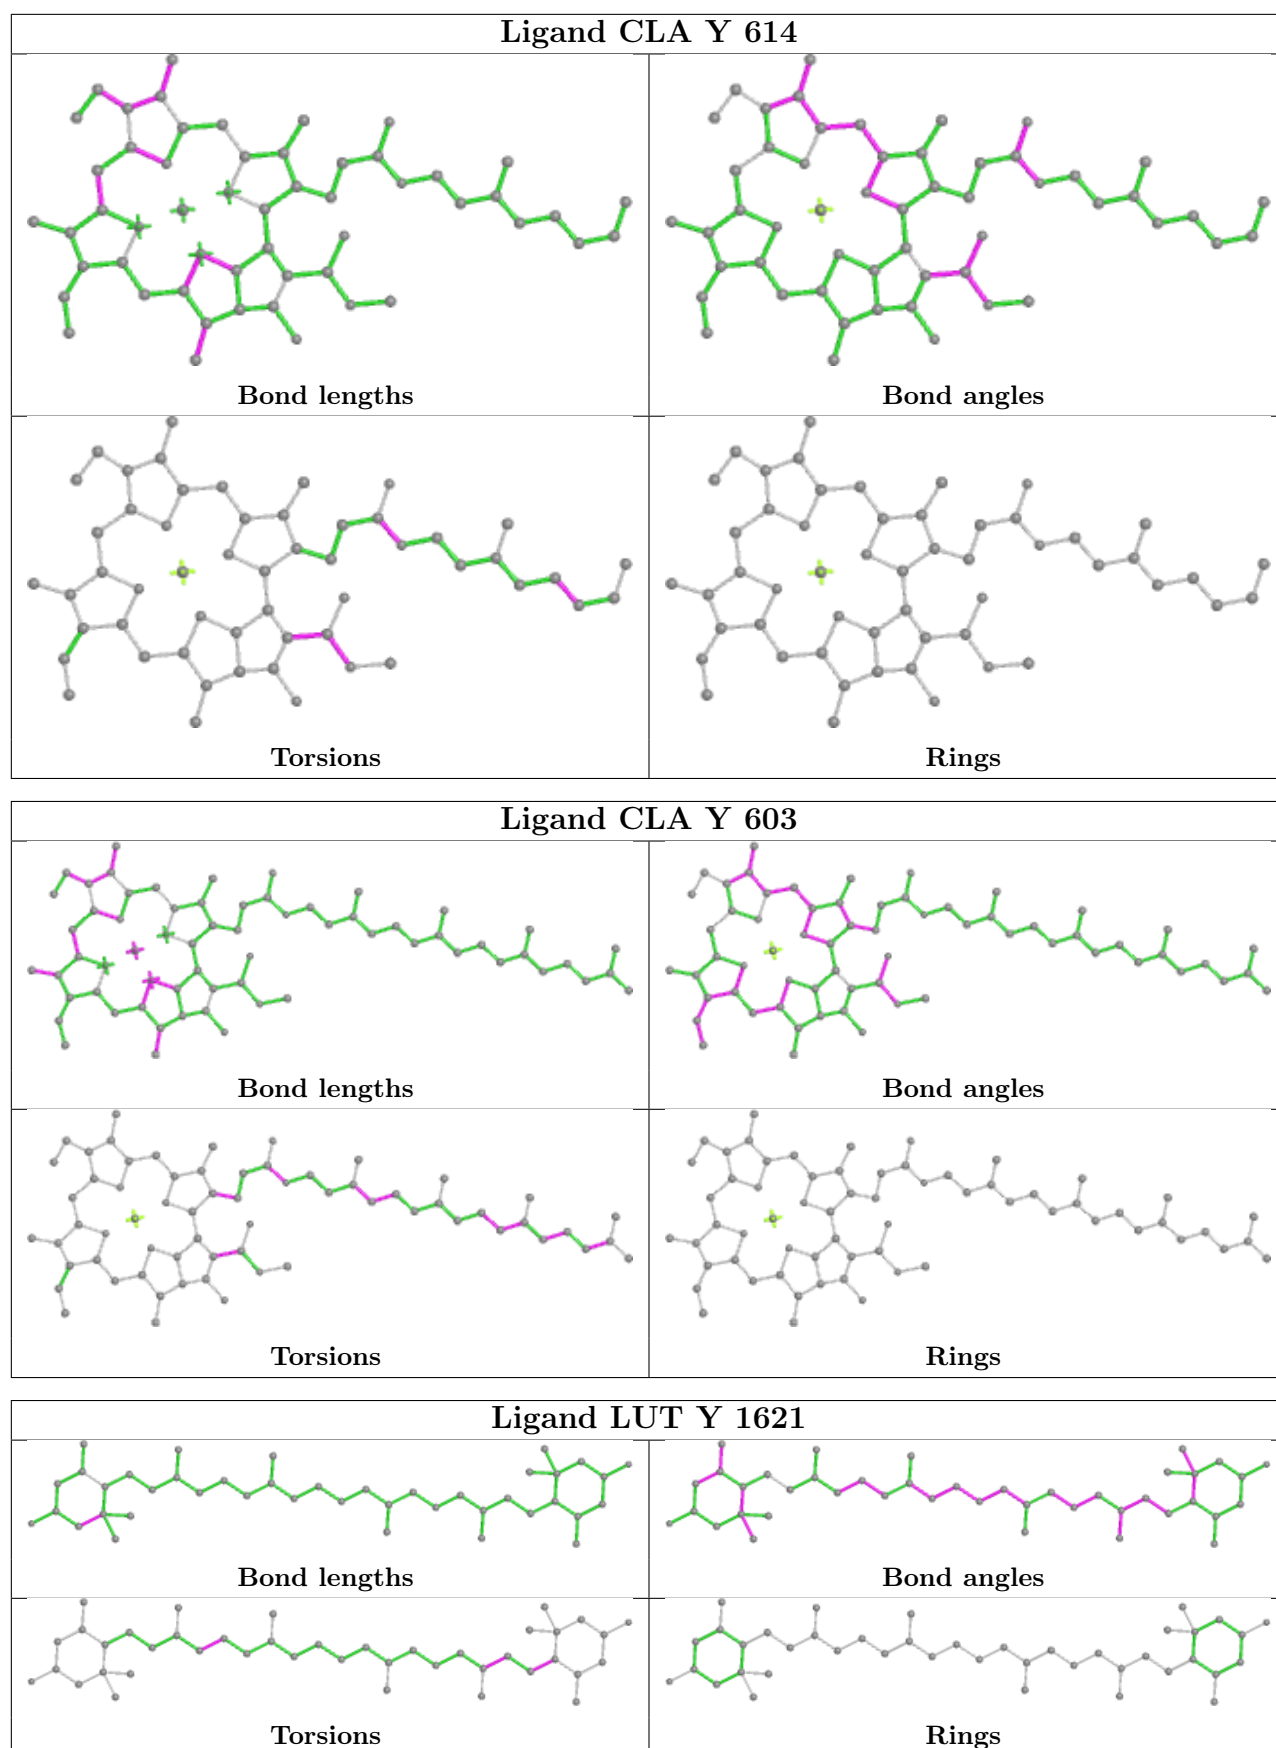 Ligand CLA Y 614
Bond lengths
Bond angles
Torsions
Rings
Ligand CLA Y 603
Bond lengths
Bond angles
Torsions
Rings
Ligand LUT Y 1621
Bond lengths
Bond angles
Torsions
Rings